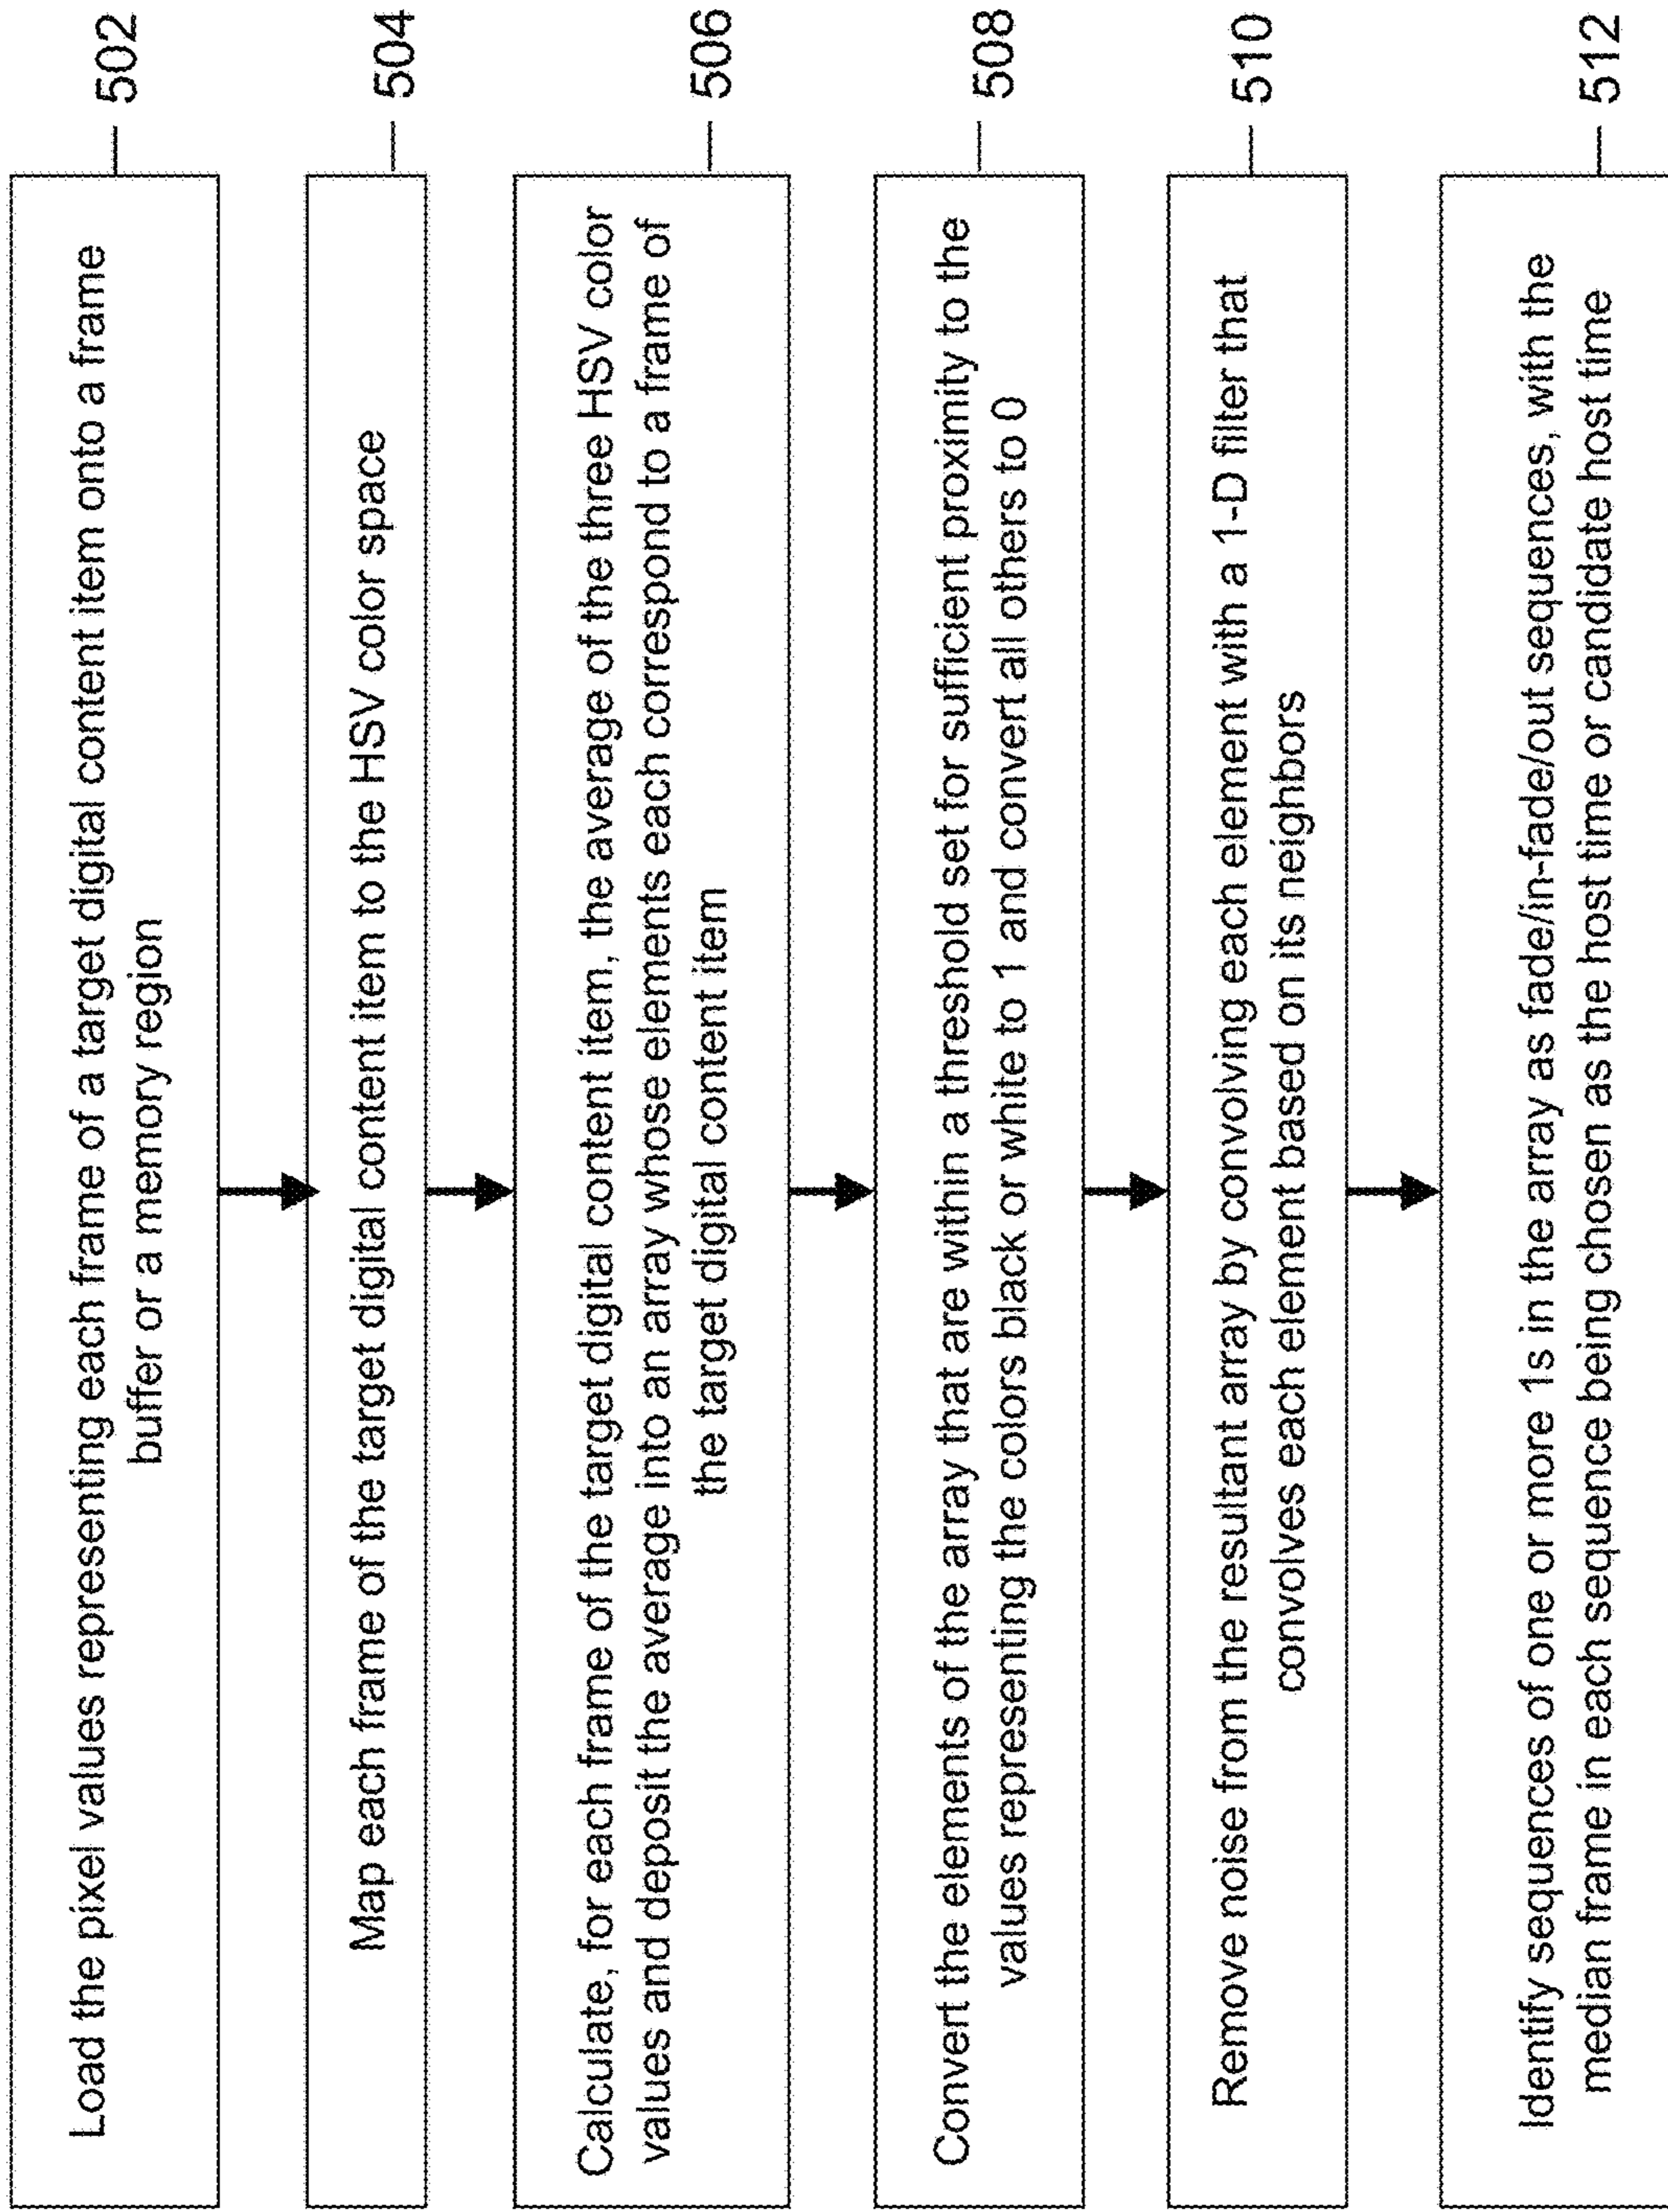 Load the pixel values representing each frame of a target digital content item onto a frame
buffer or a memory region
502
Map each frame of the target digital content item to the HSV color space
504
Calculate, for each frame of the target digital content item, the average of the three HSV color
values and deposit the average into an array whose elements each correspond to a frame of
the target digital content item
506
Convert the elements of the array that are within a threshold set for sufficient proximity to the
values representing the colors black or white to 1 and convert all others to 0
508
Remove noise from the resultant array by convolving each element with a 1-D filter that
convolves each element based on its neighbors
510
Identify sequences of one or more 1s in the array as fade/in-fade/out sequences, with the
median frame in each sequence being chosen as the host time or candidate host time
512